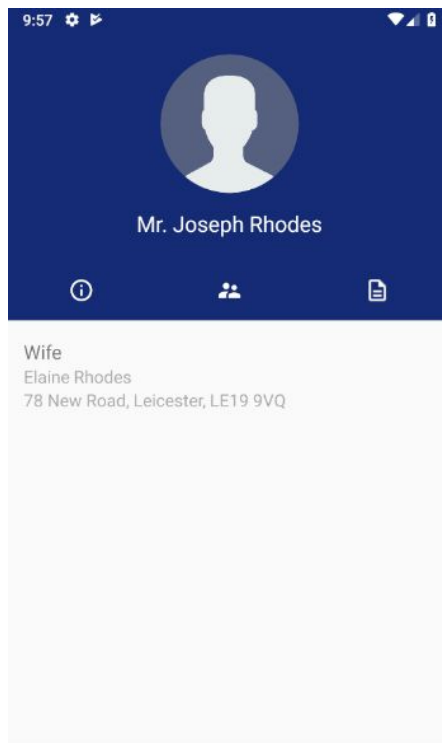 9:57
Mr. Joseph Rhodes
Wife
Elaine Rhodes
78 New Road, Leicester, LE19 9VQ